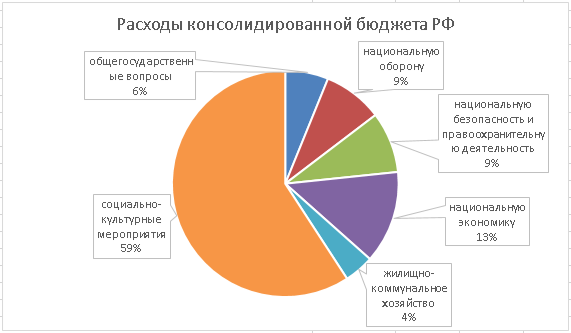 Расходы консолидированной бюджета РФ
общегосударственн
ые вопросы
6%
национальную
оборону
9%
национальную
безопасность и
правоохранительну
ю деятельность
9%
национальную
экономику
13%
жилищно-
коммунальное
хозяйство
4%
социально-
культурные
мероприятия
59%